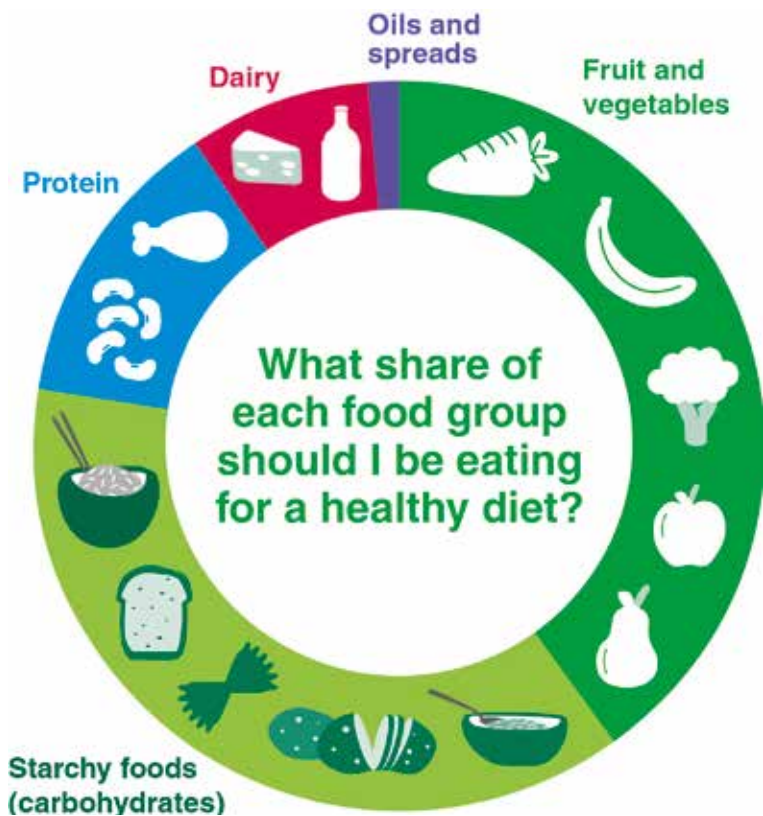 Oils and
spreads
Dairy
Fruit and
vegetables
Protein
What share of
each food group
should I be eating
for a healthy diet?
Starchy foods
(carbohydrates)